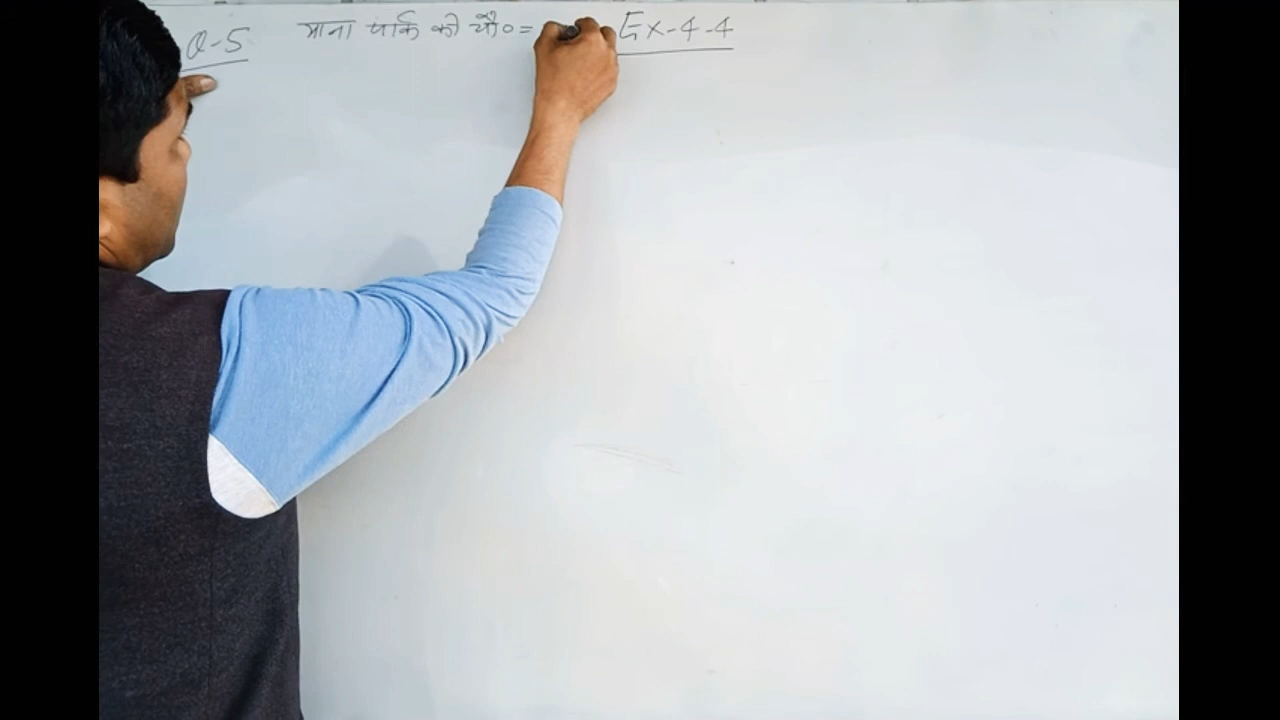 Q-5 माना पार्क की चौ० = Ex-4-4